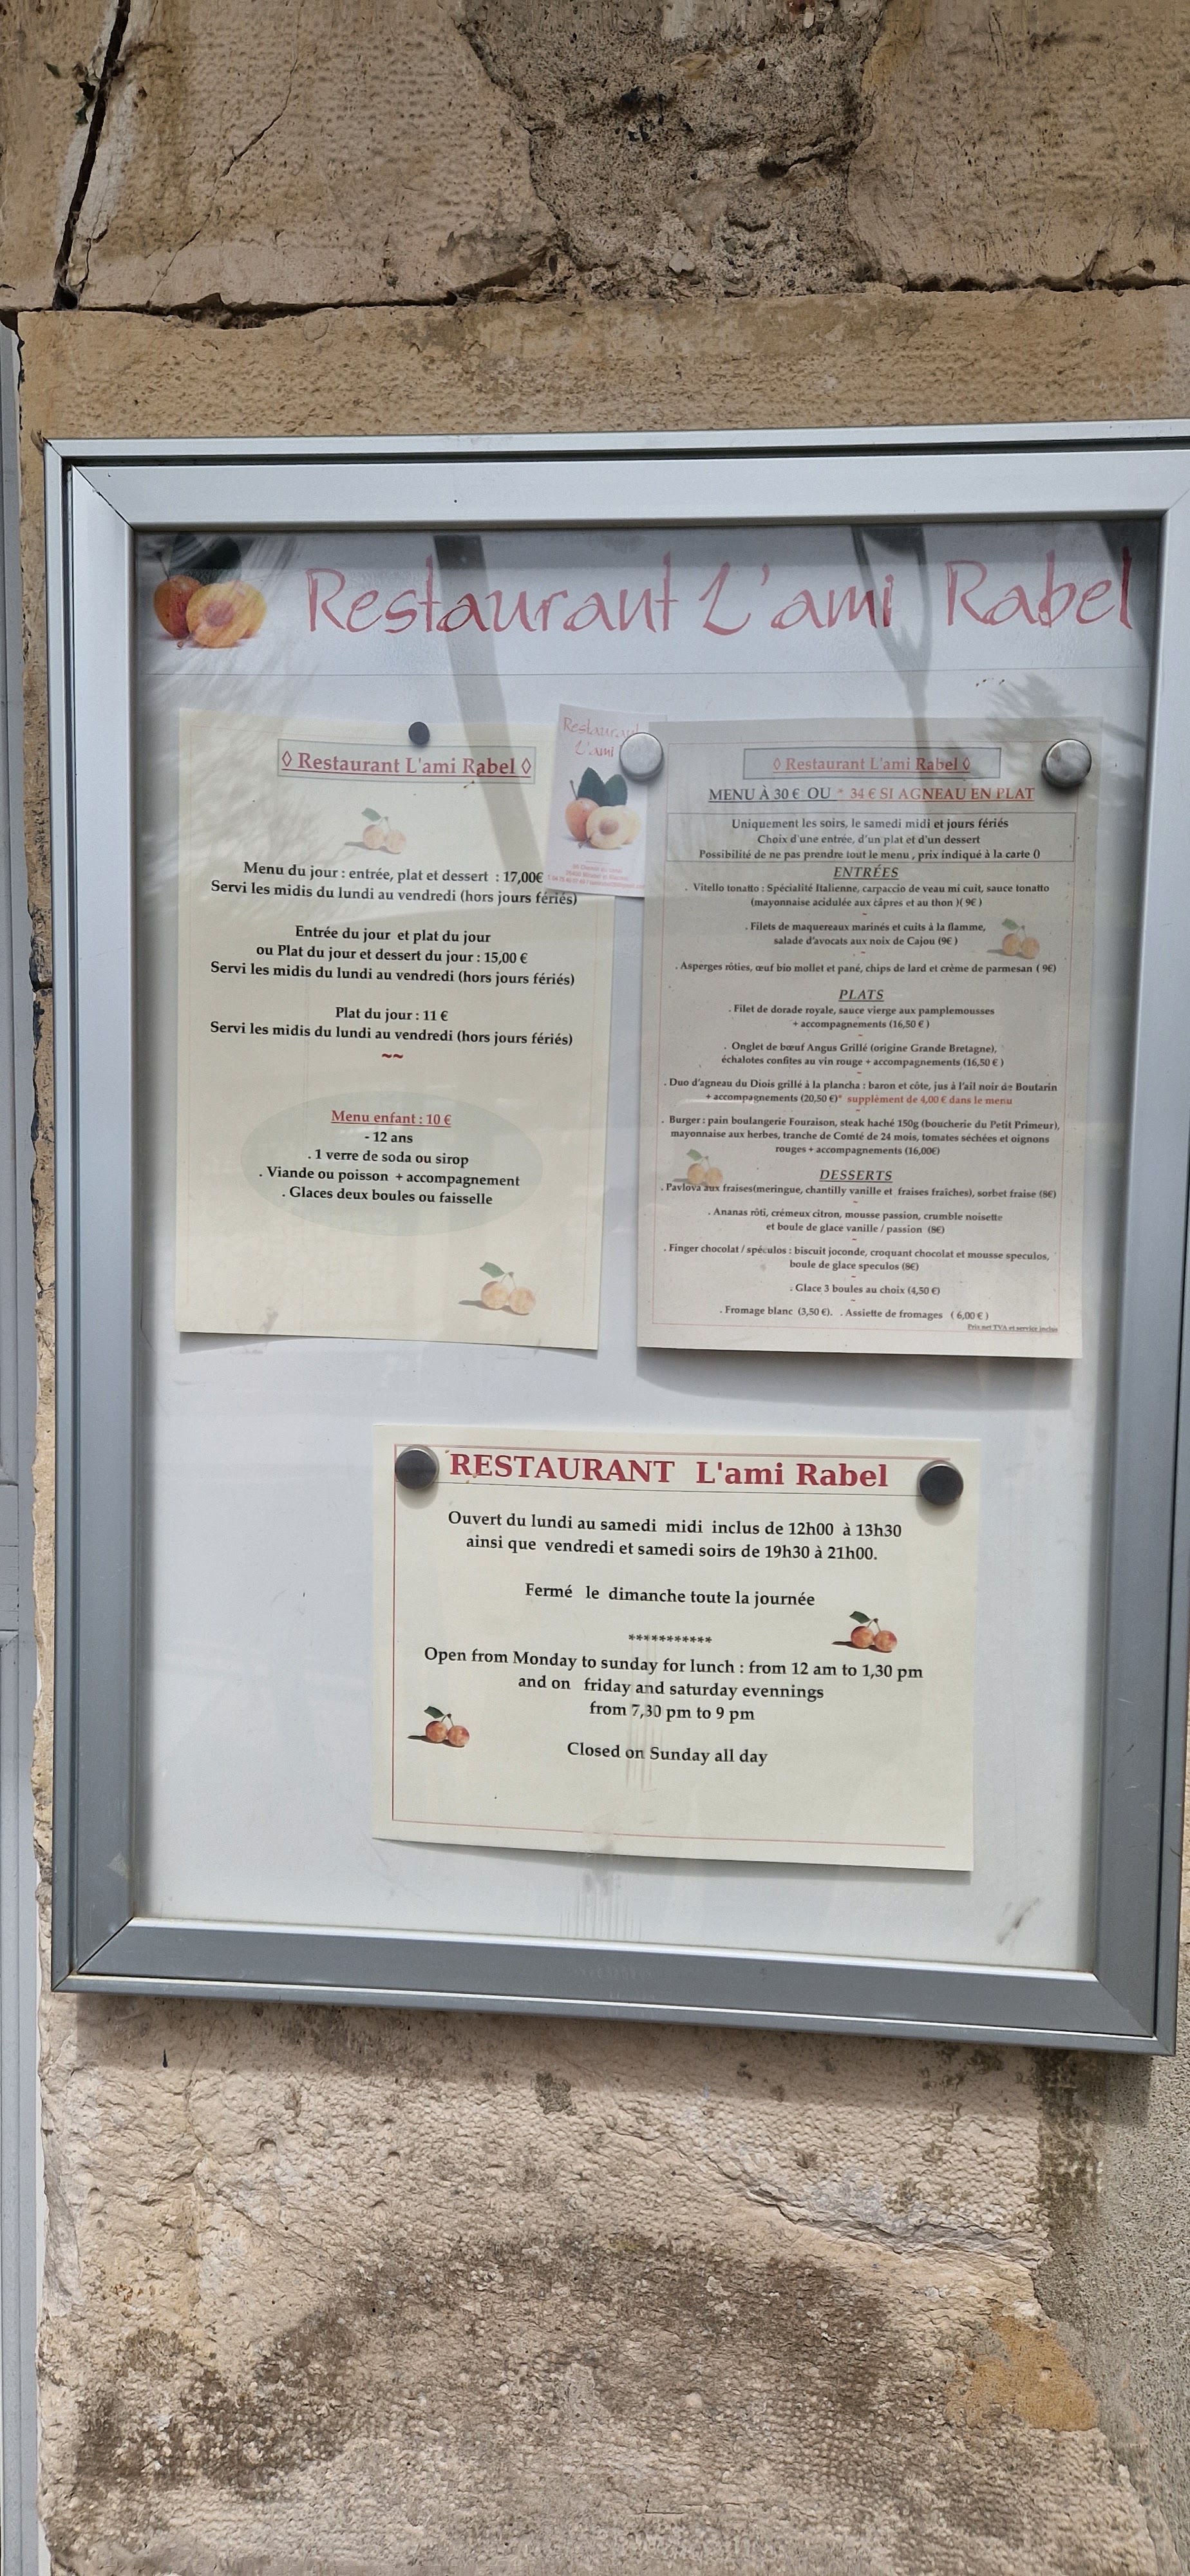 Restaurant L'ami Rabel
◊ Restaurant L'ami Rabel ◊
Menu du jour : entrée, plat et dessert : 17,00€
Servi les midis du lundi au vendredi (hors jours fériés)
Entrée du jour et plat du jour
ou Plat du jour et dessert du jour : 15,00 €
Servi les midis du lundi au vendredi (hors jours fériés)
Plat du jour : 11 €
Servi les midis du lundi au vendredi (hors jours fériés)
~~
Menu enfant : 10 €
- 12 ans
. 1 verre de soda ou sirop
. Viande ou poisson + accompagnement
. Glaces deux boules ou faisselle
Restaurant
L'ami
◊ Restaurant L'ami Rabel ◊
MENU À 30 € OU * 34 € SI AGNEAU EN PLAT
Uniquement les soirs, le samedi midi et jours fériés
Choix d'une entrée, d'un plat et d'un dessert
Possibilité de ne pas prendre tout le menu , prix indiqué à la carte ()
ENTRÉES
. Vitello tonatto : Spécialité Italienne, carpaccio de veau mi cuit, sauce tonatto
(mayonnaise acidulée aux câpres et au thon )( 9€ )
. Filets de maquereaux marinés et cuits à la flamme,
salade d'avocats aux noix de Cajou (9€ )
. Asperges rôties, œuf bio mollet et pané, chips de lard et crème de parmesan ( 9€)
PLATS
. Filet de dorade royale, sauce vierge aux pamplemousses
+ accompagnements (16,50 € )
. Onglet de bœuf Angus Grillé (origine Grande Bretagne),
échalotes confites au vin rouge + accompagnements (16,50 € )
. Duo d'agneau du Diois grillé à la plancha : baron et côte, jus à l'ail noir de Boutarin
+ accompagnements (20,50 €)* supplément de 4,00 € dans le menu
. Burger : pain boulangerie Fouraison, steak haché 150g (boucherie du Petit Primeur),
mayonnaise aux herbes, tranche de Comté de 24 mois, tomates séchées et oignons
rouges + accompagnements (16,00€)
DESSERTS
. Pavlova aux fraises(meringue, chantilly vanille et fraises fraîches), sorbet fraise (8€)
. Ananas rôti, crémeux citron, mousse passion, crumble noisette
et boule de glace vanille / passion (8€)
. Finger chocolat / spéculos : biscuit joconde, croquant chocolat et mousse speculos,
boule de glace speculos (8€)
. Glace 3 boules au choix (4,50 €)
. Fromage blanc (3,50 €). . Assiette de fromages ( 6,00 € )
Prix net TVA et service inclus
RESTAURANT L'ami Rabel
Ouvert du lundi au samedi midi inclus de 12h00 à 13h30
ainsi que vendredi et samedi soirs de 19h30 à 21h00.
Fermé le dimanche toute la journée
***********
Open from Monday to sunday for lunch : from 12 am to 1,30 pm
and on friday and saturday evennings
from 7,30 pm to 9 pm
Closed on Sunday all day